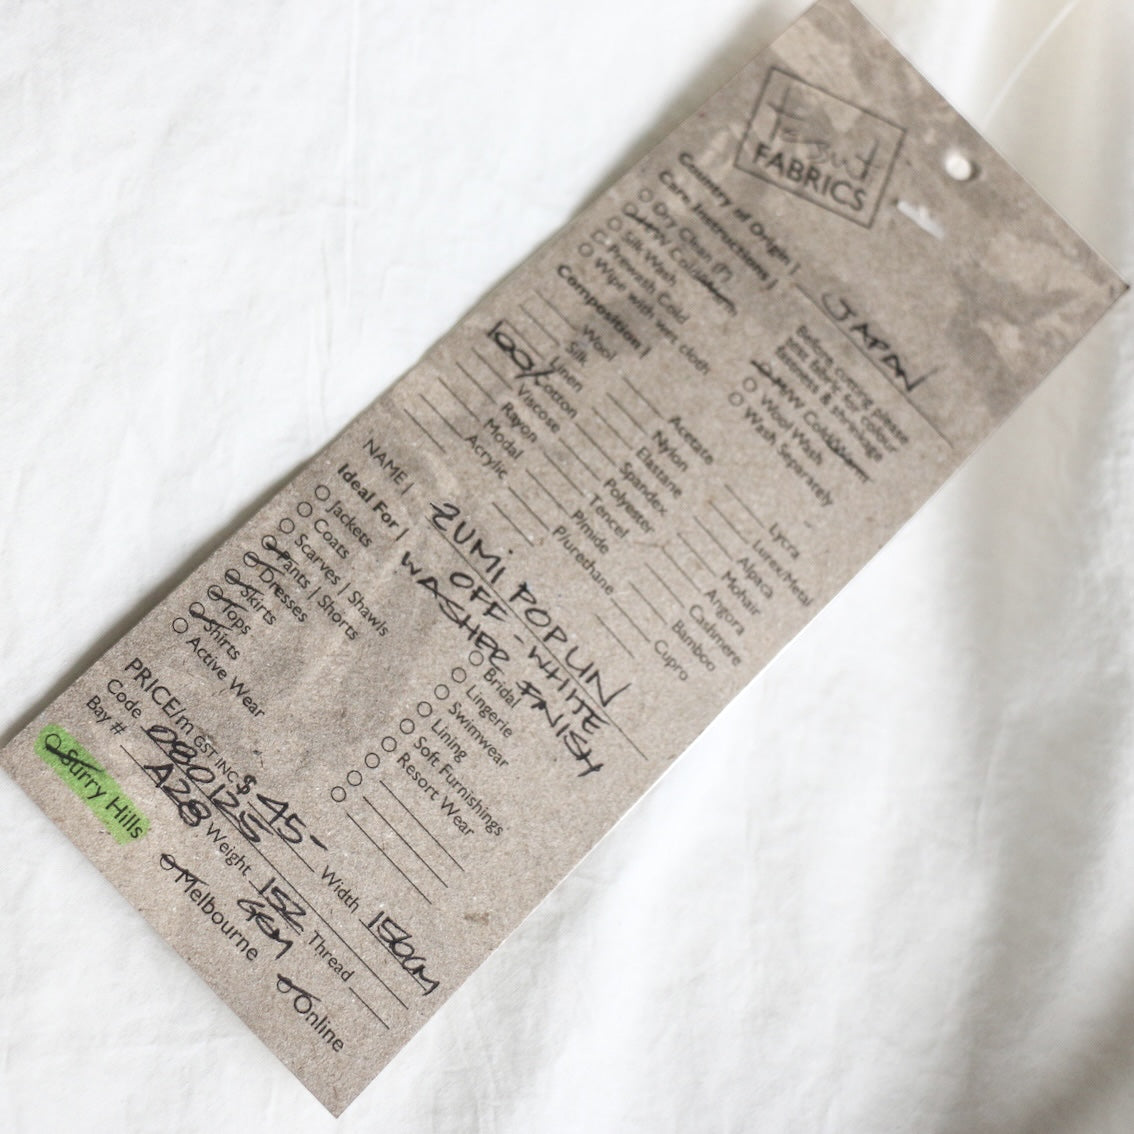 Tessuti
FABRICS
Country of Origin | JAPAN
Care Instructions |
Dry Clean (P)
Silk Wash
Prewash Cold
Wipe with wet cloth
Before cutting please
test fabric for colour
fastness & shrinkage
Wool Wash
Wash Separately
Composition |
Wool
Silk
Linen
100% Cotton
Viscose
Rayon
Modal
Acrylic
Acetate
Nylon
Elastane
Spandex
Polyester
Tencel
Pimide
Plurethane
Lycra
Lurex/Metal
Alpaca
Mohair
Angora
Cashmere
Bamboo
Cupro
NAME | ZUMI POPLIN
OFF-WHITE
WASHER FINISH
Ideal For |
Jackets
Coats
Scarves | Shawls
Pants | Shorts
Dresses
Skirts
Tops
Shirts
Active Wear
Bridal
Lingerie
Swimwear
Lining
Soft Furnishings
Resort Wear
PRICE/m GST INC $45- Width 150cm
Code 080125 Weight 152 GSM Thread
Bay # A28
Surry Hills
Melbourne
Online